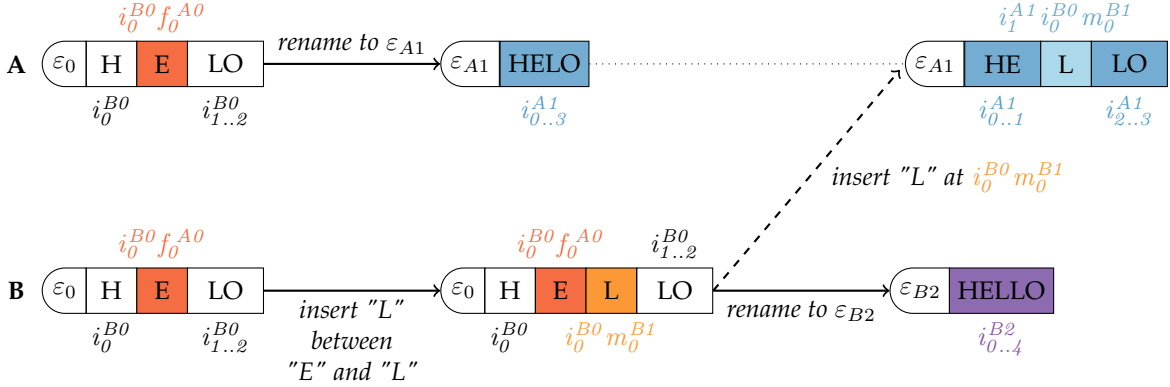 i_0^{B0} f_0^{A0}
i_1^{A1} i_0^{B0} m_0^{B1}
A ε_0 H E LO rename to ε_{A1} ε_{A1} HELO ε_{A1} HE L LO
i_0^{B0} i_{1..2}^{B0} i_{0..3}^{A1} i_{0..1}^{A1} i_{2..3}^{A1}
insert "L" at i_0^{B0} m_0^{B1}
i_0^{B0} f_0^{A0} i_0^{B0} f_0^{A0} i_{1..2}^{B0}
B ε_0 H E LO ε_0 H E L LO rename to ε_{B2} ε_{B2} HELLO
i_0^{B0} i_{1..2}^{B0} insert "L" i_0^{B0} i_0^{B0} m_0^{B1} i_{0..4}^{B2}
between
"E" and "L"